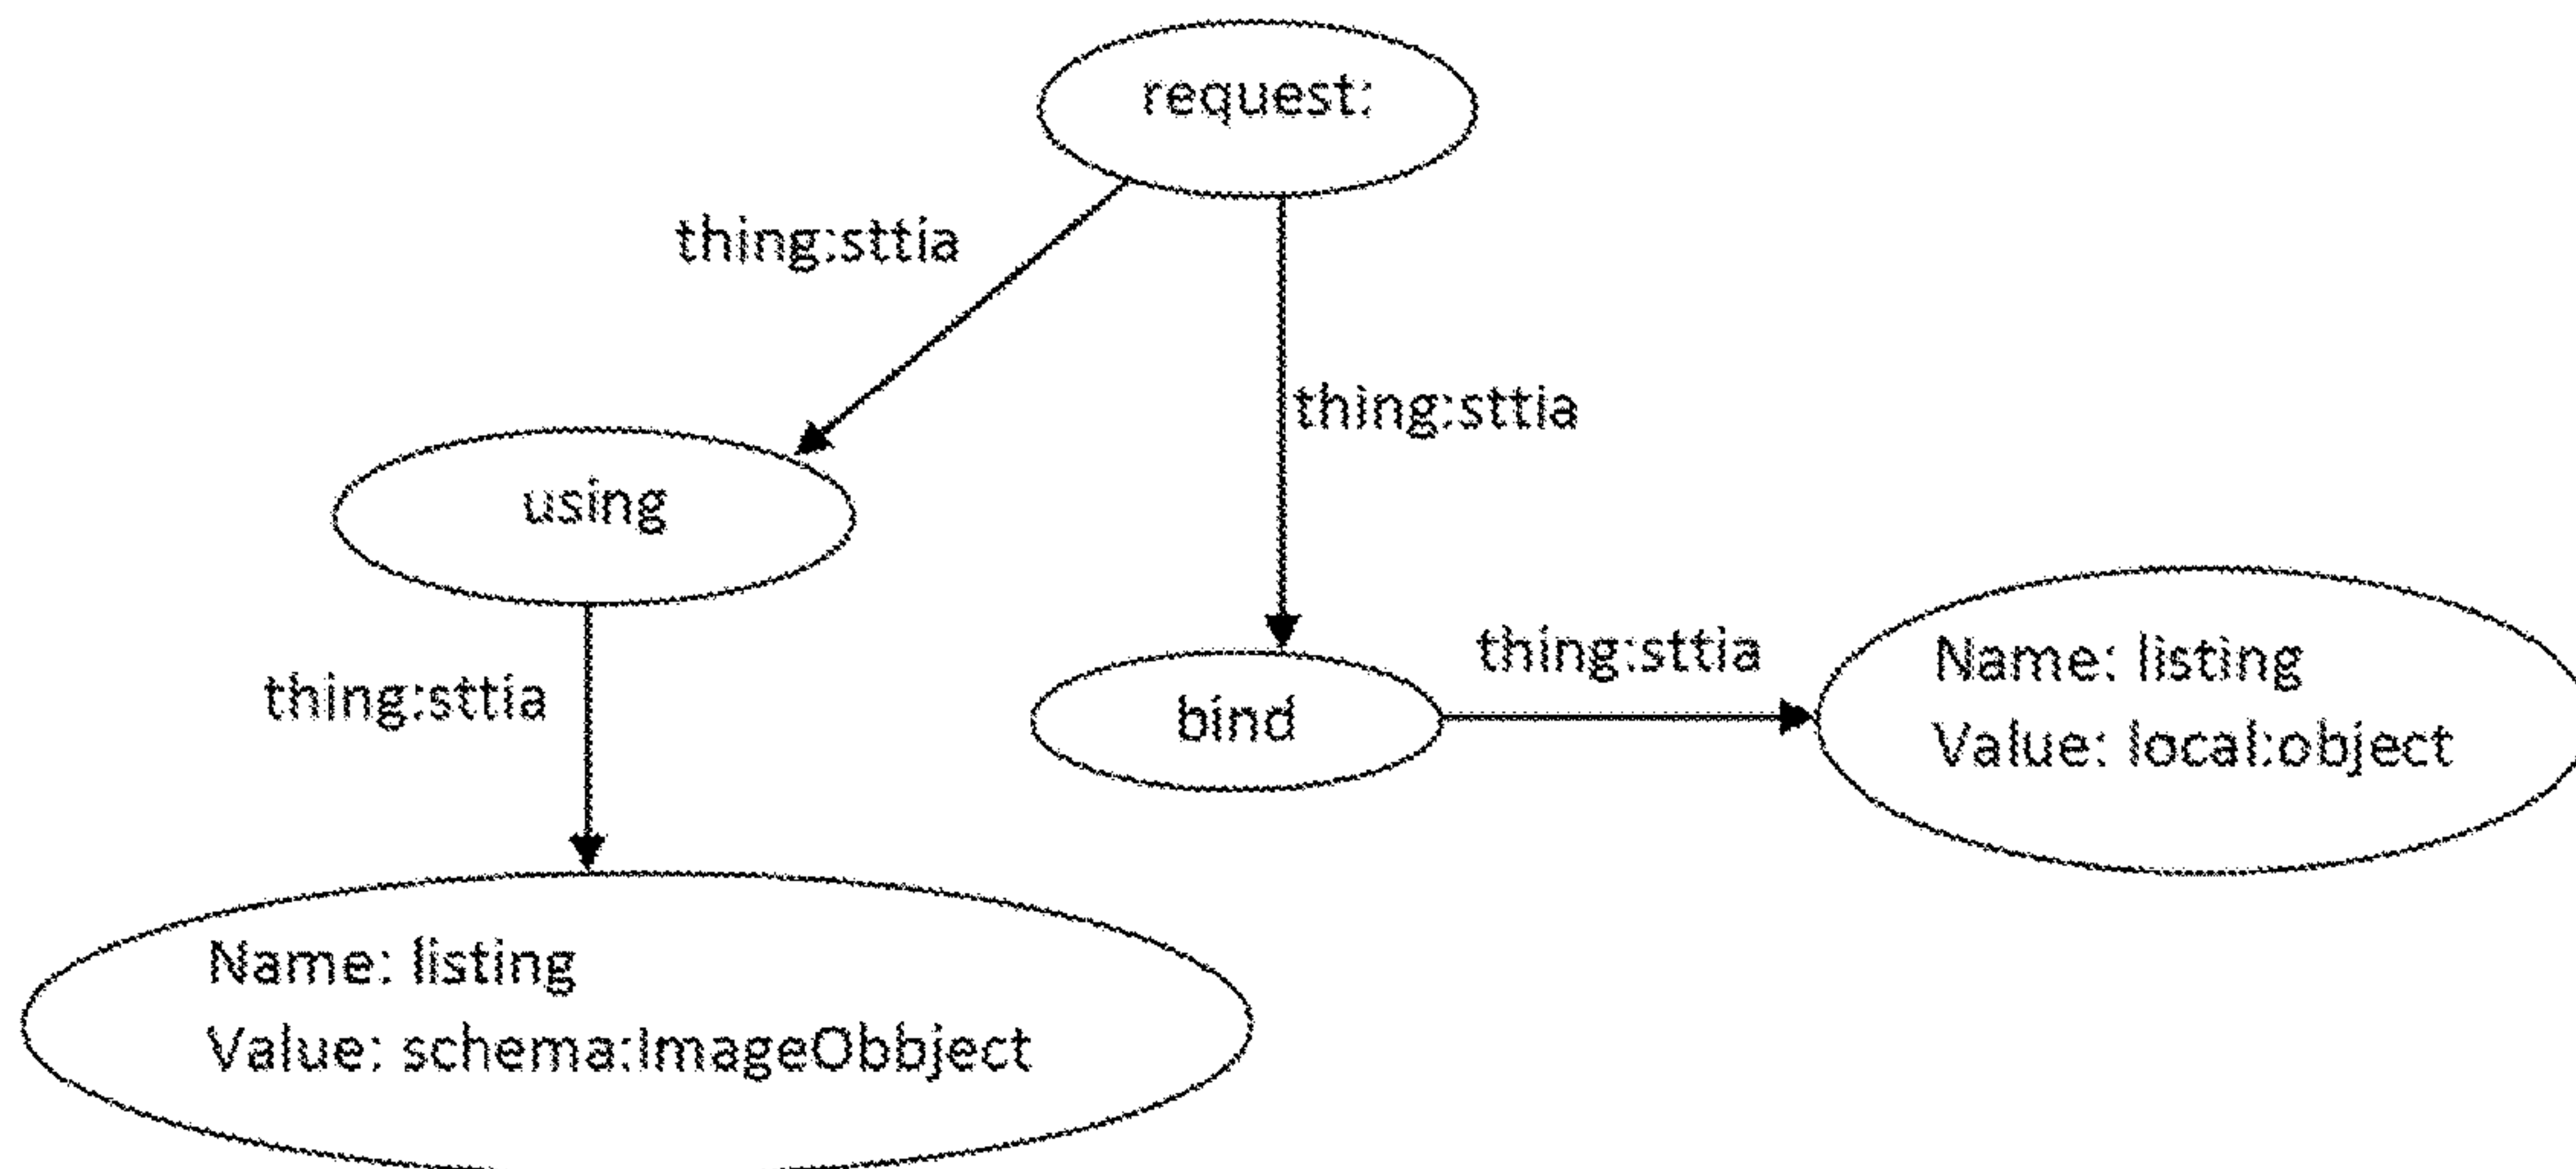 request:
thing:sttia
thing:sttia
using
thing:sttia
Name: listing
Value: local:object
thing:sttia
bind
Name: listing
Value: schema:ImageObbject